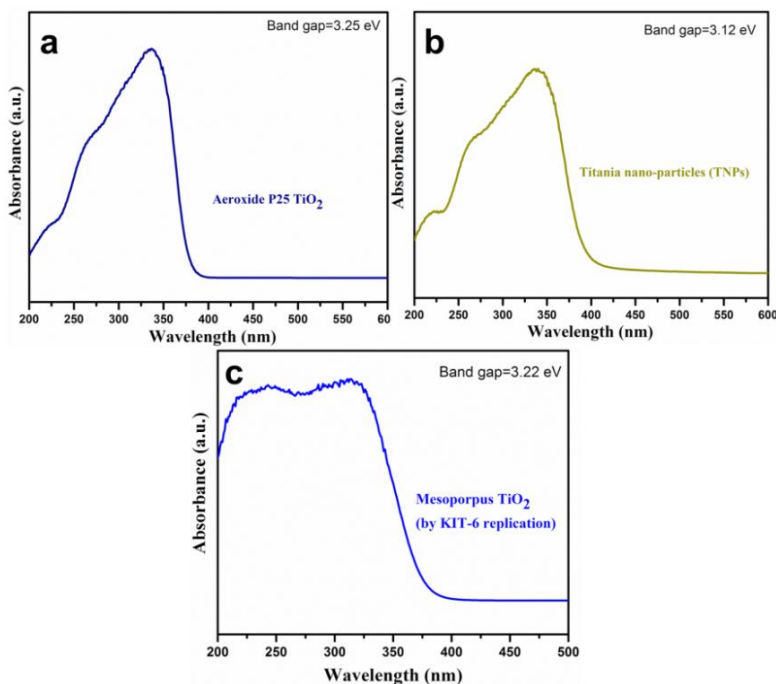 a
Band gap=3.25 eV
Absorbance (a.u.)
Aeroxide P25 TiO2
200 250 300 350 400 450 500 550 600
Wavelength (nm)
b
Band gap=3.12 eV
Absorbance (a.u.)
Titania nano-particles (TNPs)
200 250 300 350 400 450 500 550 600
Wavelength (nm)
c
Band gap=3.22 eV
Absorbance (a.u.)
Mesoporpus TiO2
(by KIT-6 replication)
200 250 300 350 400 450 500
Wavelength (nm)